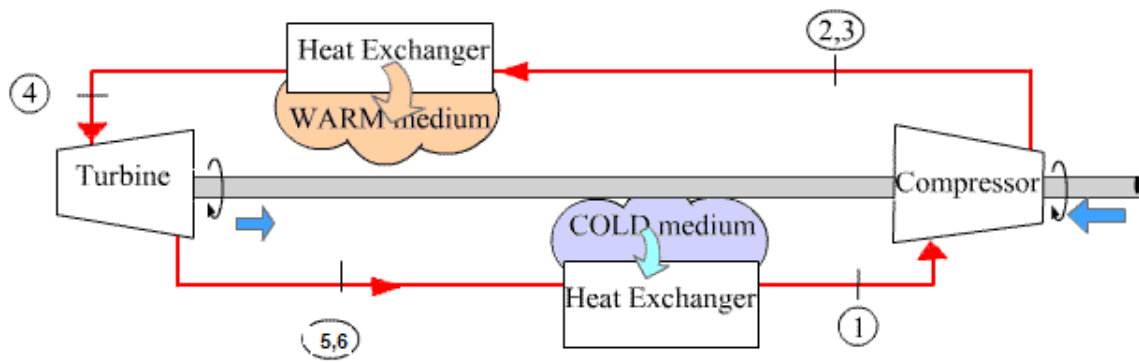 2,3
Heat Exchanger
4
WARM medium
Turbine
Compressor
COLD medium
Heat Exchanger
1
5,6